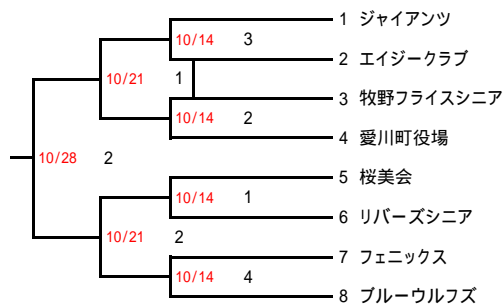 1 ジャイアンツ
10/14 3
2 エイジークラブ
10/21 1
3 牧野フライスシニア
10/14 2
4 愛川町役場
10/28 2
5 桜美会
10/14 1
6 リバーズシニア
10/21 2
7 フェニックス
10/14 4
8 ブルーウルフズ